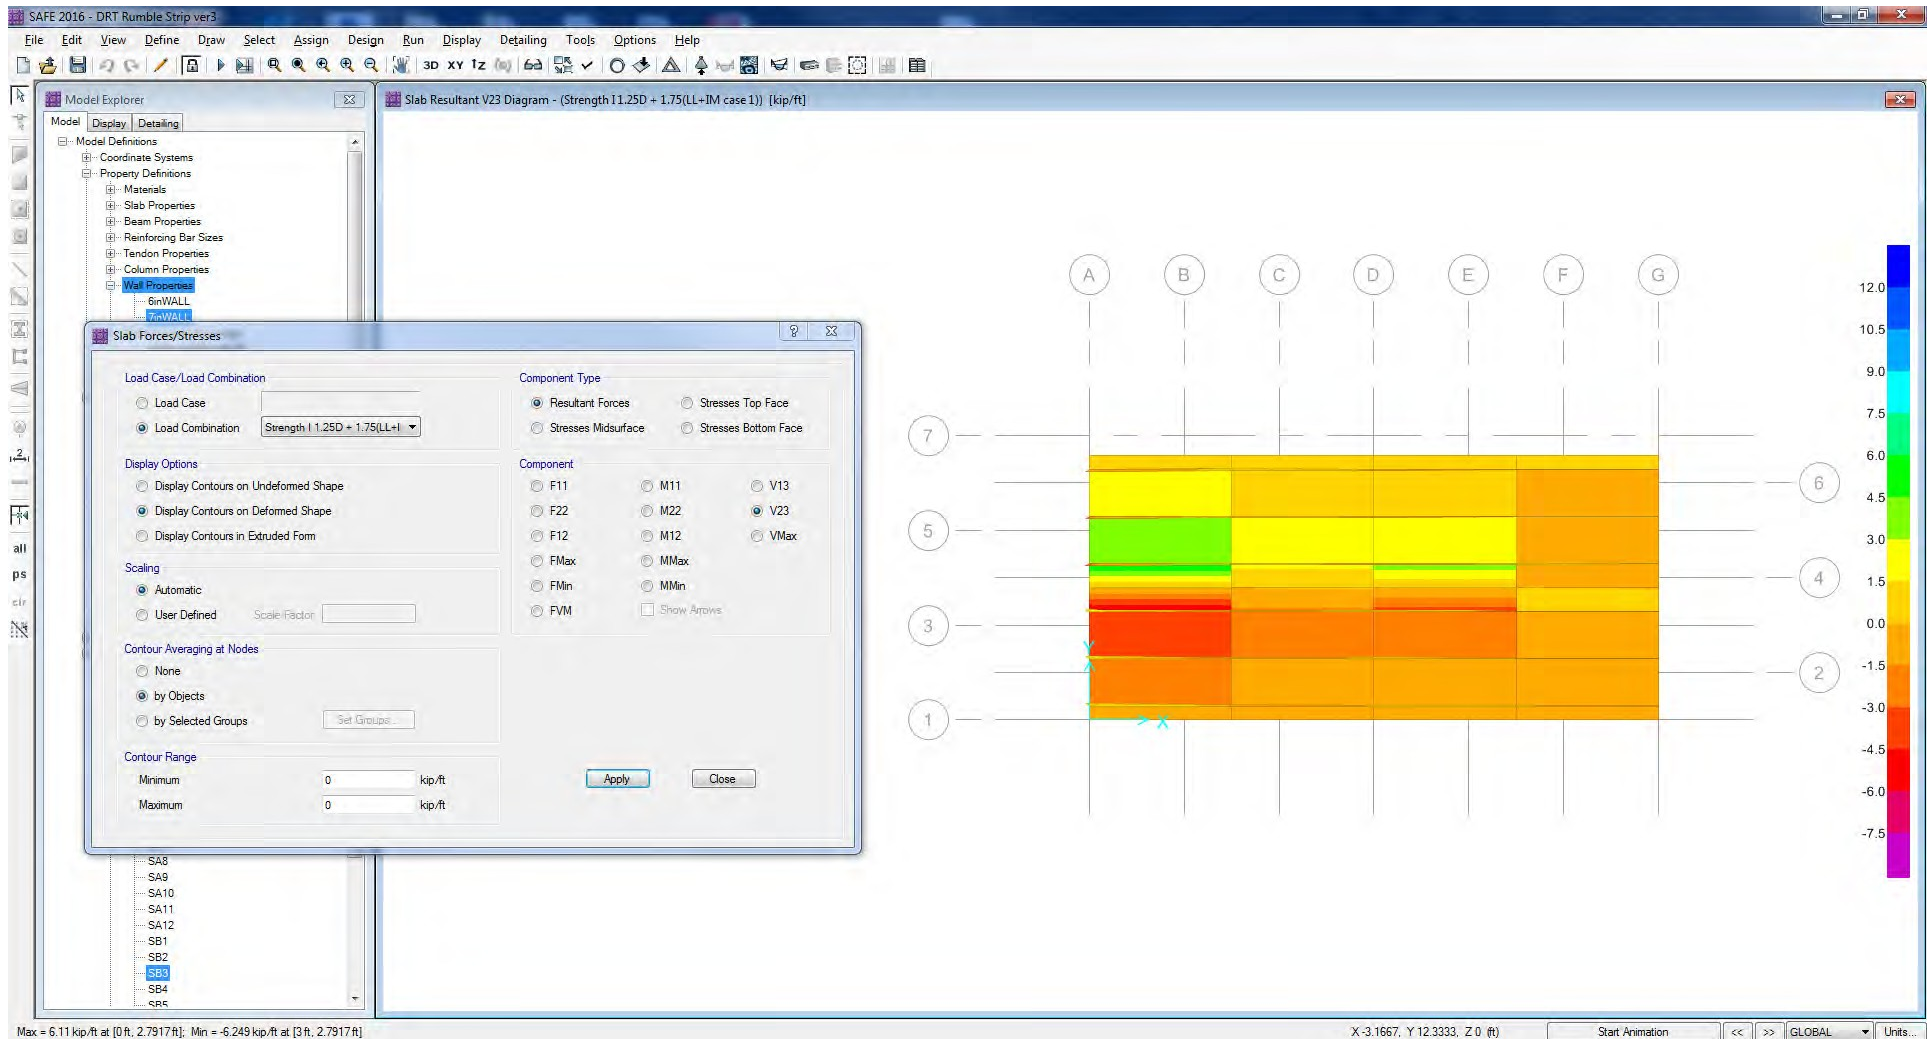 SAFE 2016 - DRT Rumble Strip ver3
File Edit View Define Draw Select Assign Design Run Display Detailing Tools Options Help
3D XY 1Z
Model Explorer
Model Display Detailing
Model Definitions
Coordinate Systems
Property Definitions
Materials
Slab Properties
Beam Properties
Reinforcing Bar Sizes
Tendon Properties
Column Properties
Wall Properties
6inWALL
7inWALL
Slab Forces/Stresses
Load Case/Load Combination
Load Case
Load Combination Strength I 1.25D + 1.75(LL+I
Display Options
Display Contours on Undeformed Shape
Display Contours on Deformed Shape
Display Contours in Extruded Form
Scaling
Automatic
User Defined Scale Factor
Contour Averaging at Nodes
None
by Objects
by Selected Groups Set Groups...
Contour Range
Minimum 0 kip/ft
Maximum 0 kip/ft
Component Type
Resultant Forces Stresses Top Face
Stresses Midsurface Stresses Bottom Face
Component
F11 M11 V13
F22 M22 V23
F12 M12 VMax
FMax MMax
FMin MMin
FVM Show Arrows
Apply Close
SA8
SA9
SA10
SA11
SA12
SB1
SB2
SB3
SB4
SB5
all
ps
clr
Slab Resultant V23 Diagram - (Strength I 1.25D + 1.75(LL+IM case 1)) [kip/ft]
A B C D E F G
7
6
5
4
3
2
1
Y
X
12.0
10.5
9.0
7.5
6.0
4.5
3.0
1.5
0.0
-1.5
-3.0
-4.5
-6.0
-7.5
Max = 6.11 kip/ft at [0 ft, 2.7917 ft]; Min = -6.249 kip/ft at [3 ft, 2.7917 ft]
X -3.1667, Y 12.3333, Z 0 (ft) Start Animation << >> GLOBAL Units...